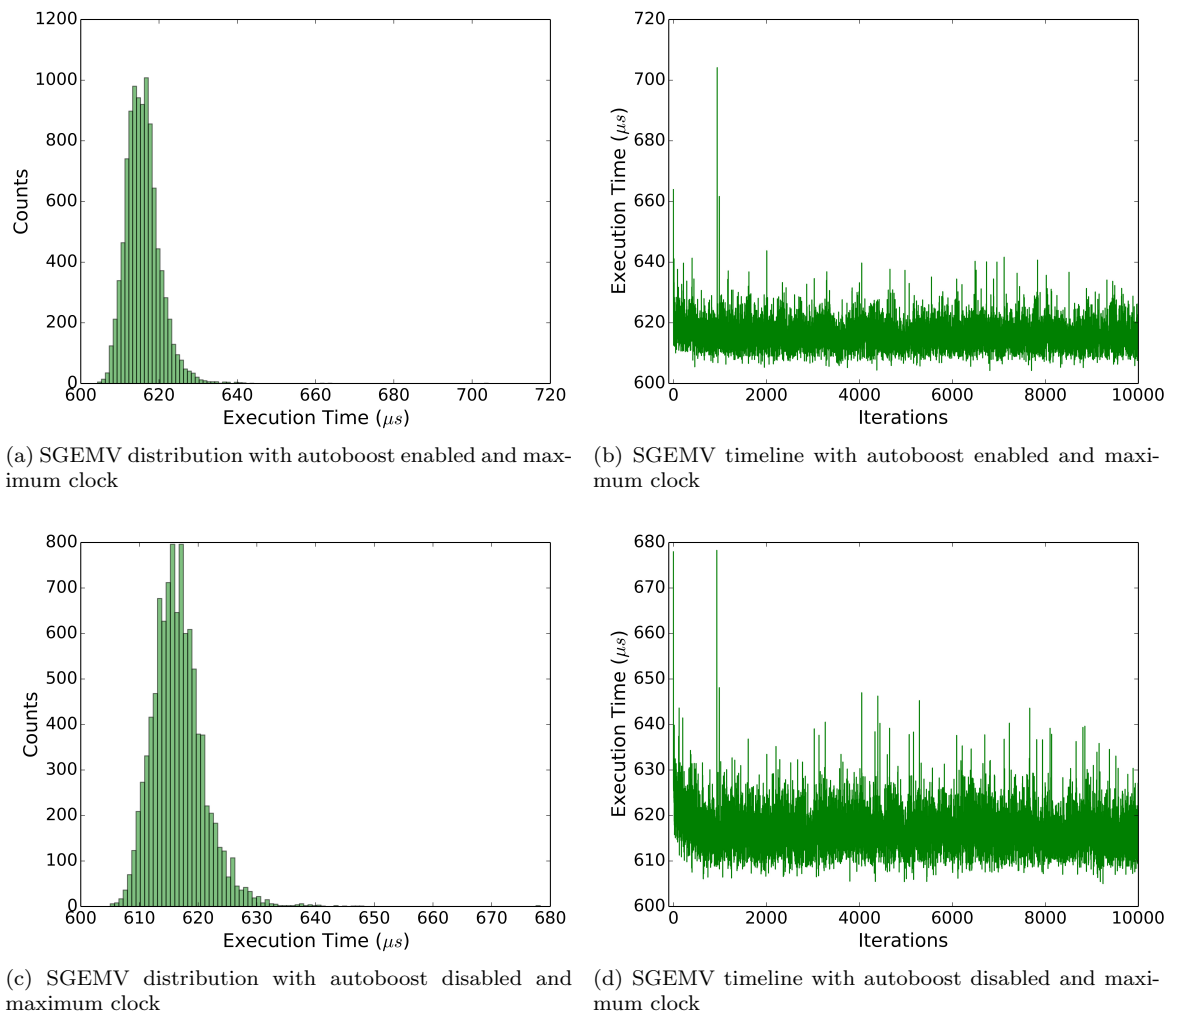 1200
1000
800
600
400
200
0
Counts
600 620 640 660 680 700 720
Execution Time (μs)
720
700
680
660
640
620
600
Execution Time (μs)
0 2000 4000 6000 8000 10000
Iterations
(a) SGEMV distribution with autoboost enabled and max-
imum clock
(b) SGEMV timeline with autoboost enabled and maxi-
mum clock
800
700
600
500
400
300
200
100
0
Counts
600 610 620 630 640 650 660 670 680
Execution Time (μs)
680
670
660
650
640
630
620
610
600
Execution Time (μs)
0 2000 4000 6000 8000 10000
Iterations
(c) SGEMV distribution with autoboost disabled and
maximum clock
(d) SGEMV timeline with autoboost disabled and maxi-
mum clock